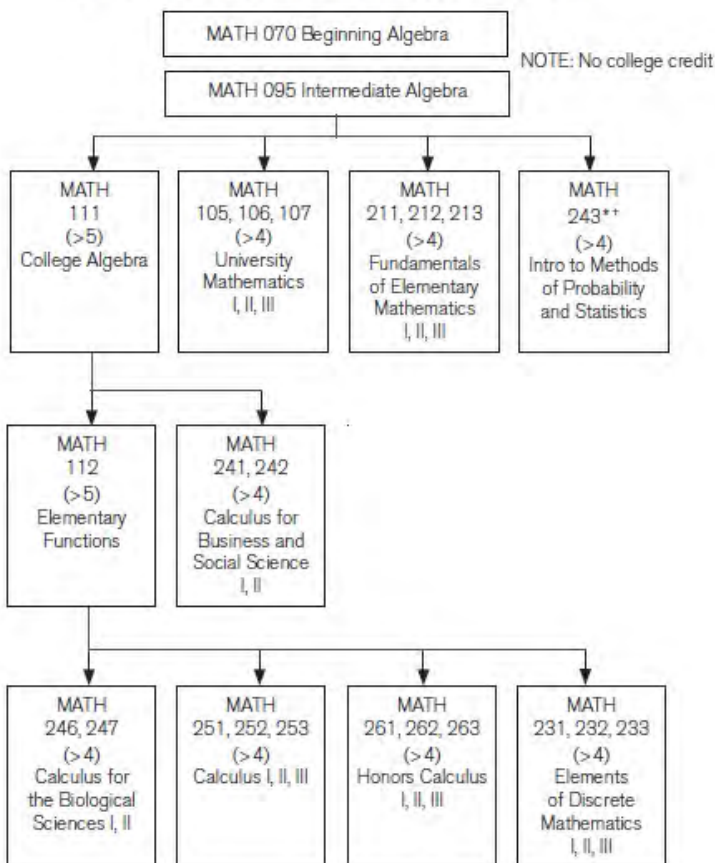 MATH 070 Beginning Algebra
NOTE: No college credit
MATH 095 Intermediate Algebra
MATH
111
(>5)
College Algebra
MATH
105, 106, 107
(>4)
University
Mathematics
I, II, III
MATH
211, 212, 213
(>4)
Fundamentals
of Elementary
Mathematics
I, II, III
MATH
243*+
(>4)
Intro to Methods
of Probability
and Statistics
MATH
112
(>5)
Elementary
Functions
MATH
241, 242
(>4)
Calculus for
Business and
Social Science
I, II
MATH
246, 247
(>4)
Calculus for
the Biological
Sciences I, II
MATH
251, 252, 253
(>4)
Calculus I, II, III
MATH
261, 262, 263
(>4)
Honors Calculus
I, II, III
MATH
231, 232, 233
(>4)
Elements
of Discrete
Mathematics
I, II, III